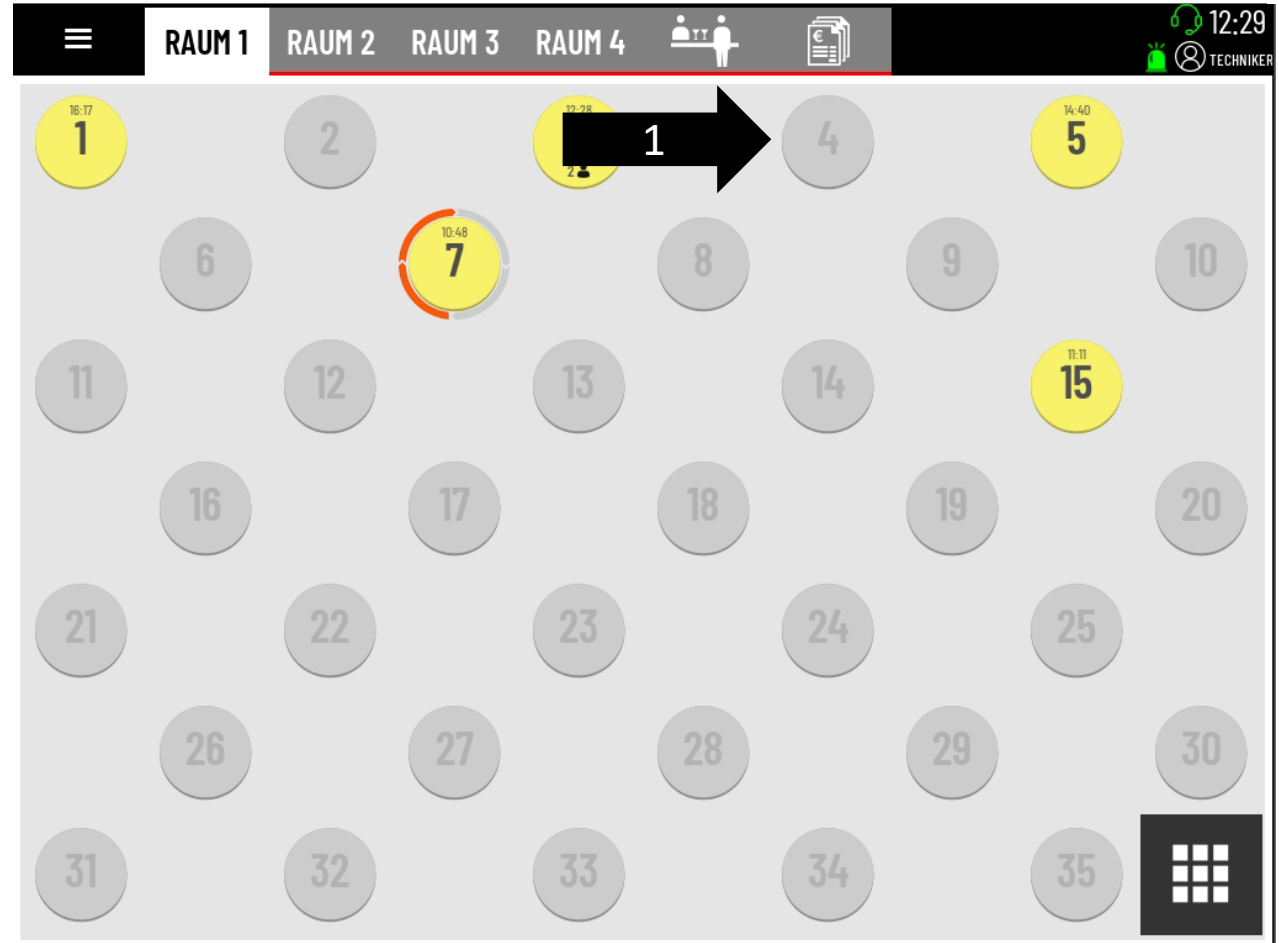 RAUM 1 RAUM 2 RAUM 3 RAUM 4 € 12:29
TECHNIKER
16:17 12:28 14:40
1 2 1 4 5
2
10:48
6 7 8 9 10
11:11
11 12 13 14 15
16 17 18 19 20
21 22 23 24 25
26 27 28 29 30
31 32 33 34 35